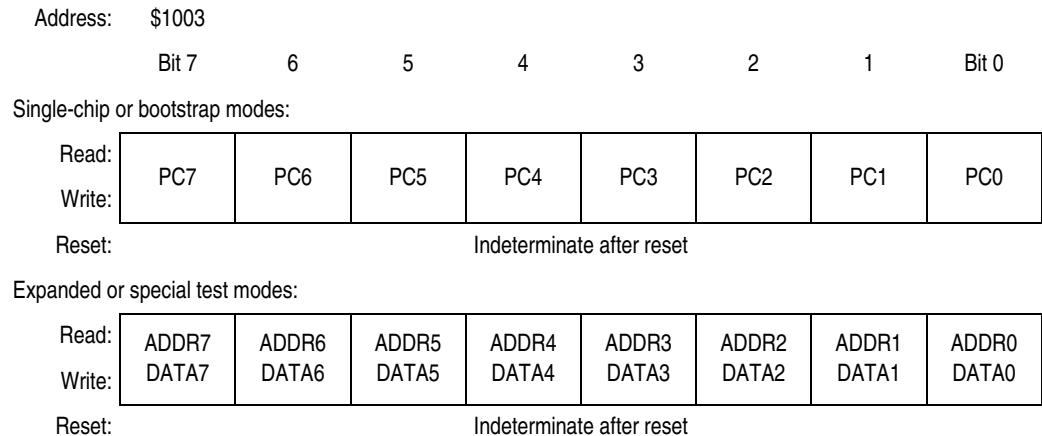 Address: $1003
Bit 7 6 5 4 3 2 1 Bit 0
Single-chip or bootstrap modes:
Read:
Write:
PC7 PC6 PC5 PC4 PC3 PC2 PC1 PC0
Reset: Indeterminate after reset
Expanded or special test modes:
Read: ADDR7 ADDR6 ADDR5 ADDR4 ADDR3 ADDR2 ADDR1 ADDR0
Write: DATA7 DATA6 DATA5 DATA4 DATA3 DATA2 DATA1 DATA0
Reset: Indeterminate after reset